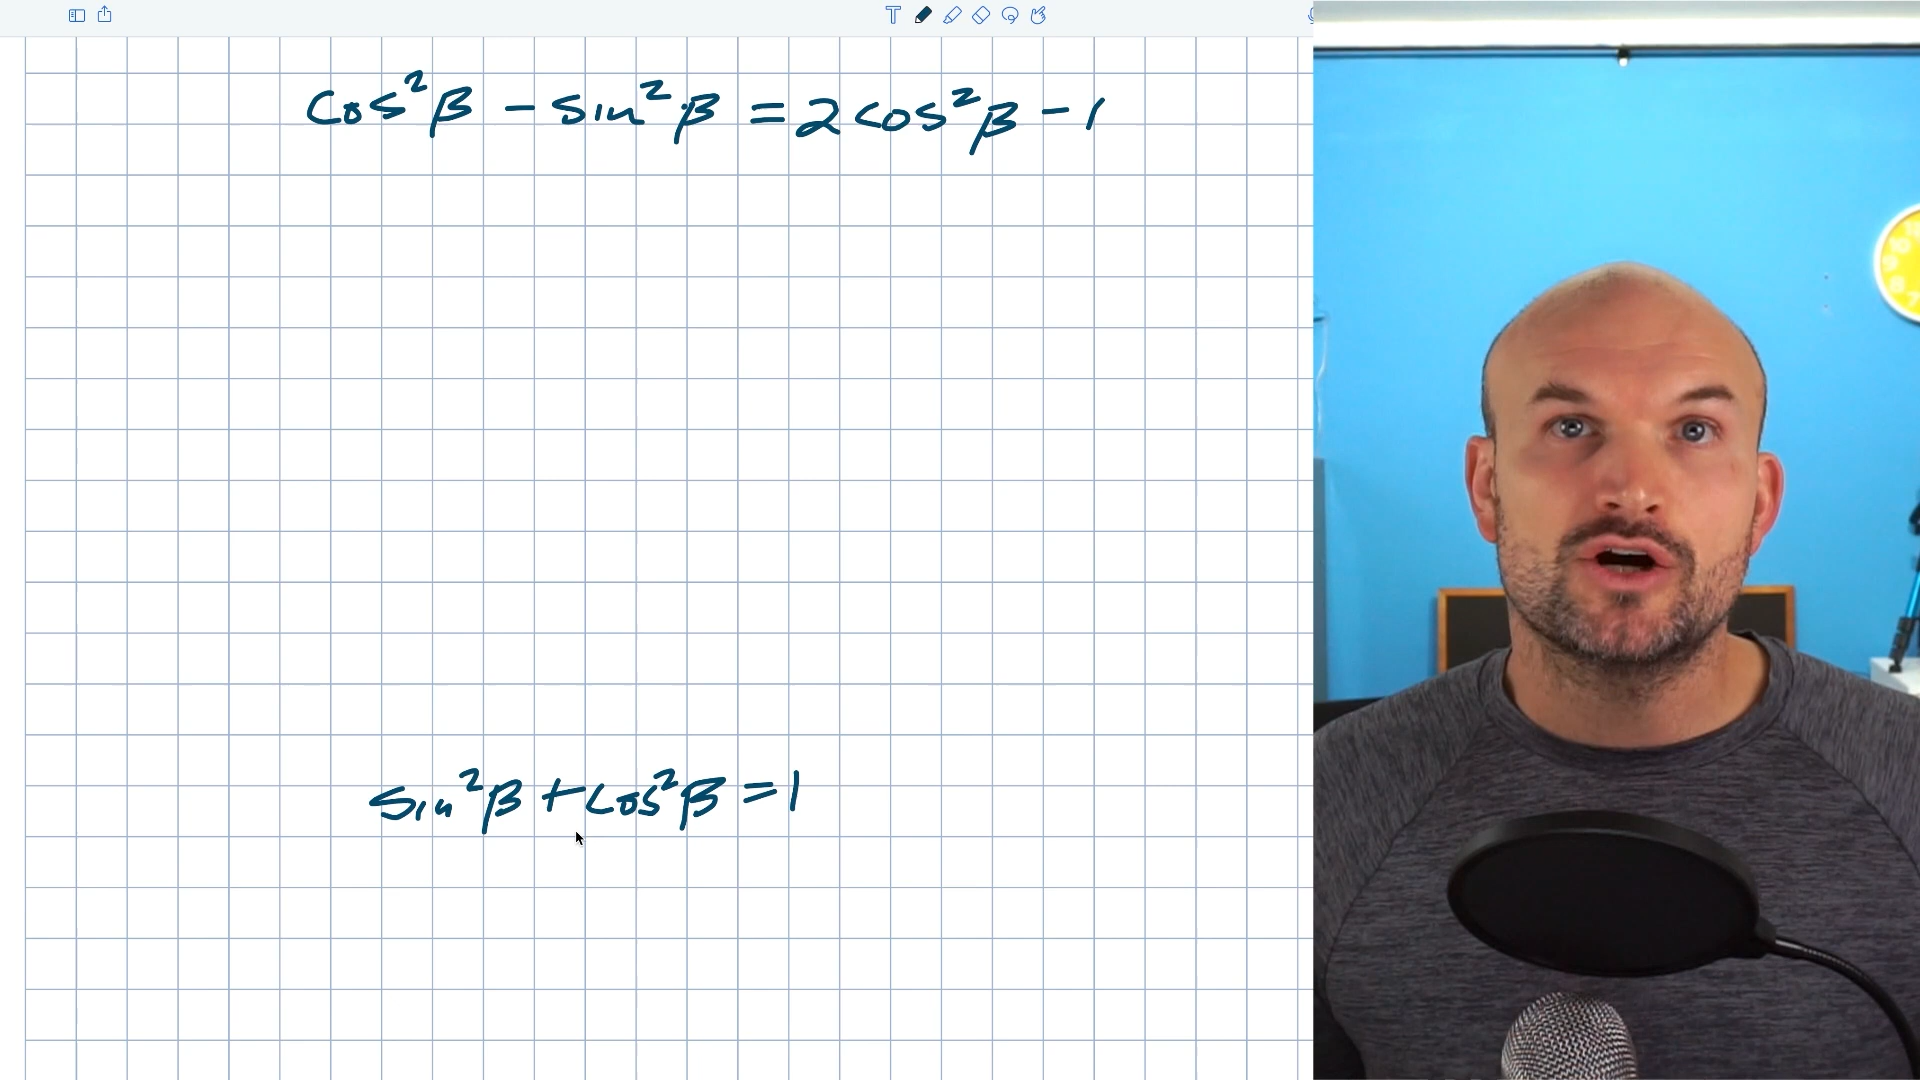 cos²β - sin²β = 2cos²β - 1
sin²β + cos²β = 1